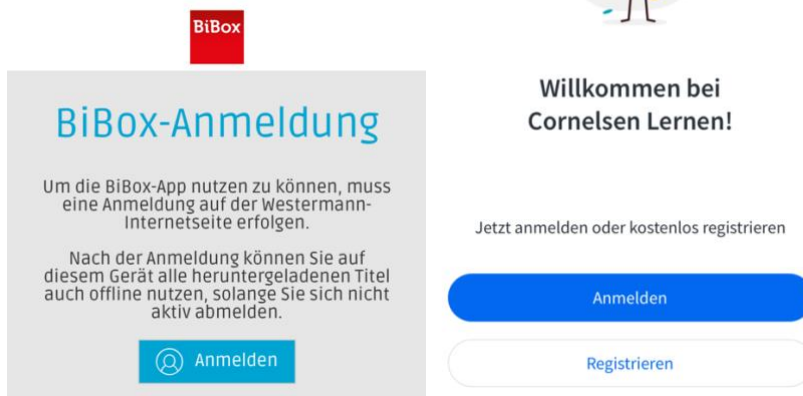 BiBox
BiBox-Anmeldung
Um die BiBox-App nutzen zu können, muss
eine Anmeldung auf der Westermann-
Internetseite erfolgen.
Nach der Anmeldung können Sie auf
diesem Gerät alle heruntergeladenen Titel
auch offline nutzen, solange Sie sich nicht
aktiv abmelden.
Anmelden
Willkommen bei
Cornelsen Lernen!
Jetzt anmelden oder kostenlos registrieren
Anmelden
Registrieren